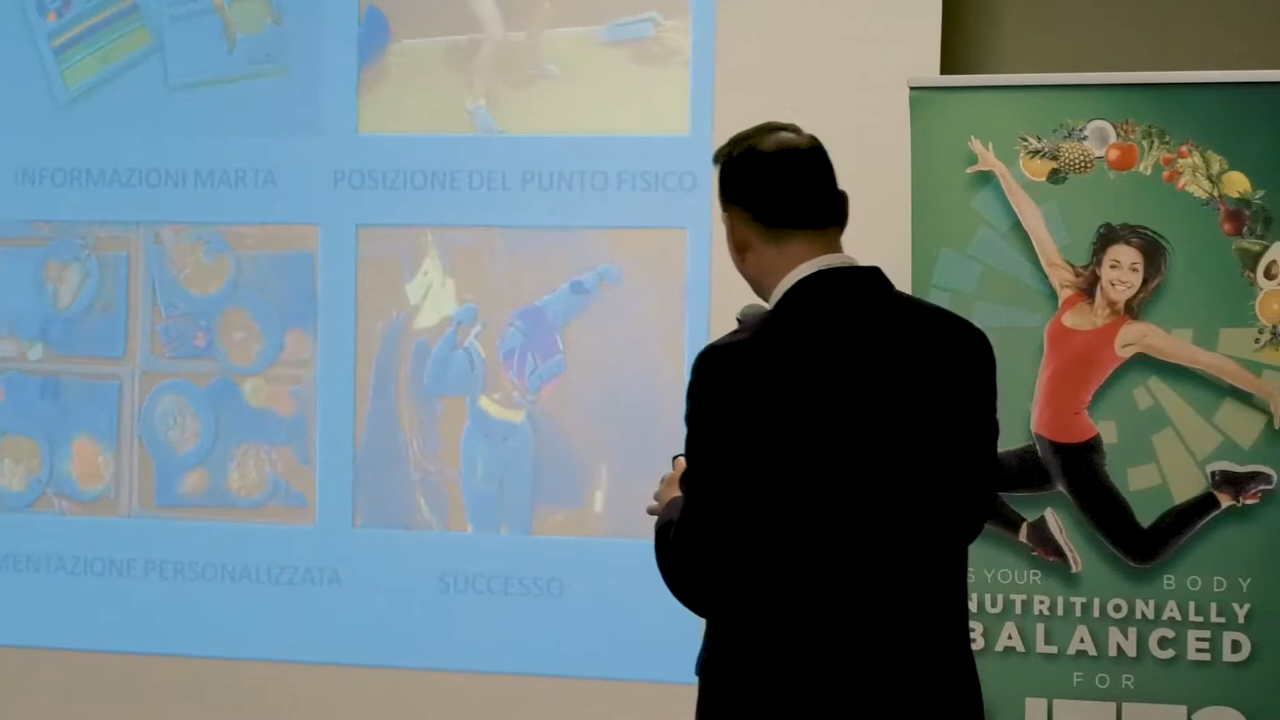 INFORMAZIONI MARTA
POSIZIONE DEL PUNTO FISICO
MENTAZIONE PERSONALIZZATA
SUCCESSO
S YOUR BODY
NUTRITIONALLY
BALANCED
FOR